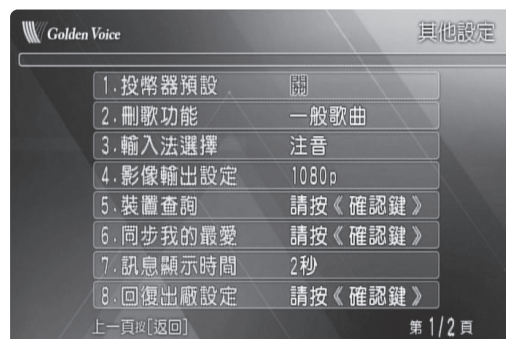 Golden Voice
其他設定
1.投幣器預設 關
2.刪歌功能 一般歌曲
3.輸入法選擇 注音
4.影像輸出設定 1080p
5.裝置查詢 請按《確認鍵》
6.同步我的最愛 請按《確認鍵》
7.訊息顯示時間 2秒
8.回復出廠設定 請按《確認鍵》
上一頁按[返回] 第1/2頁